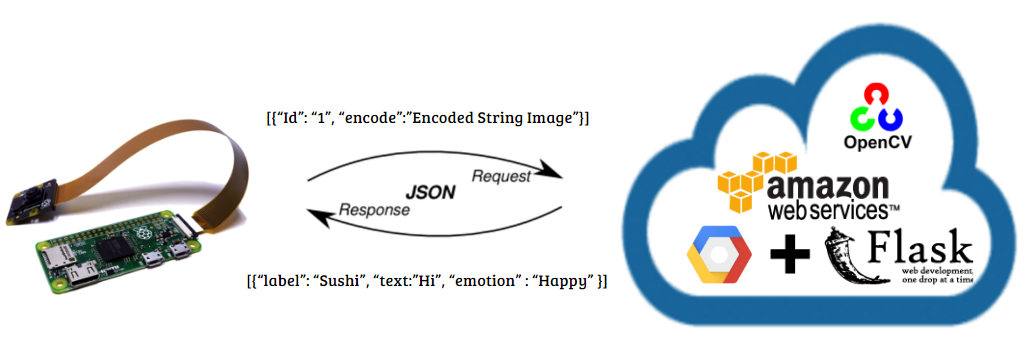 [{“Id”: “1”, “encode”:”Encoded String Image”}]
OpenCV
Request
JSON
Response
amazon
web services™
Flask
web development,
one drop at a time
[{“label”: “Sushi”, “text:”Hi”, “emotion” : “Happy” }]